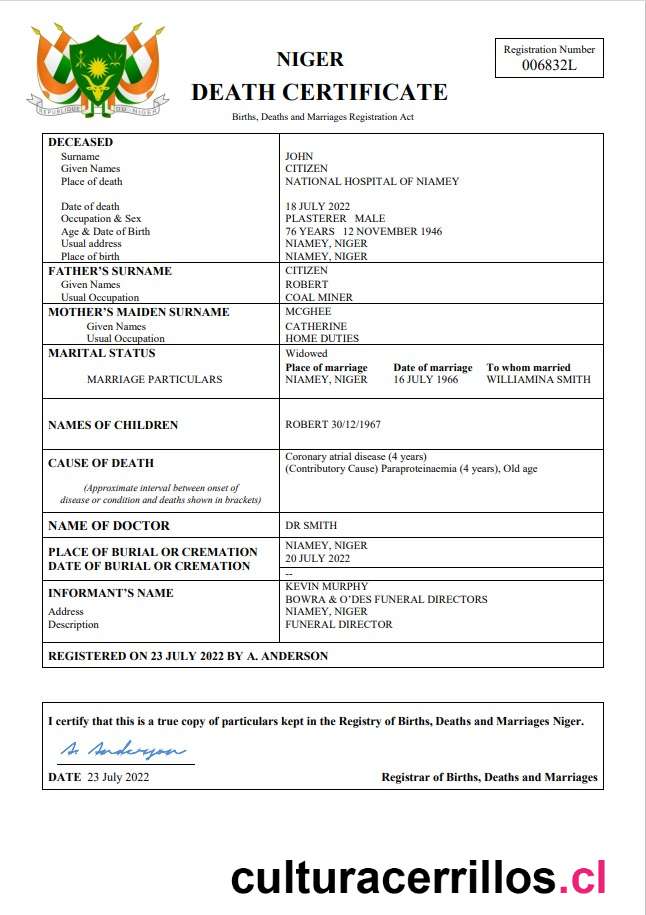 NIGER
DEATH CERTIFICATE
Births, Deaths and Marriages Registration Act
Registration Number
006832L
REPUBLIQUE DU NIGER
DECEASED
Surname JOHN
Given Names CITIZEN
Place of death NATIONAL HOSPITAL OF NIAMEY
Date of death 18 JULY 2022
Occupation & Sex PLASTERER MALE
Age & Date of Birth 76 YEARS 12 NOVEMBER 1946
Usual address NIAMEY, NIGER
Place of birth NIAMEY, NIGER
FATHER'S SURNAME CITIZEN
Given Names ROBERT
Usual Occupation COAL MINER
MOTHER'S MAIDEN SURNAME MCGHEE
Given Names CATHERINE
Usual Occupation HOME DUTIES
MARITAL STATUS Widowed
Place of marriage Date of marriage To whom married
MARRIAGE PARTICULARS NIAMEY, NIGER 16 JULY 1966 WILLIAMINA SMITH
NAMES OF CHILDREN ROBERT 30/12/1967
CAUSE OF DEATH Coronary atrial disease (4 years)
(Contributory Cause) Paraproteinaemia (4 years), Old age
(Approximate interval between onset of
disease or condition and deaths shown in brackets)
NAME OF DOCTOR DR SMITH
PLACE OF BURIAL OR CREMATION NIAMEY, NIGER
DATE OF BURIAL OR CREMATION 20 JULY 2022
--
INFORMANT'S NAME KEVIN MURPHY
BOWRA & O'DES FUNERAL DIRECTORS
Address NIAMEY, NIGER
Description FUNERAL DIRECTOR
REGISTERED ON 23 JULY 2022 BY A. ANDERSON
I certify that this is a true copy of particulars kept in the Registry of Births, Deaths and Marriages Niger.
A. Anderson
DATE 23 July 2022 Registrar of Births, Deaths and Marriages
culturacerrillos.cl